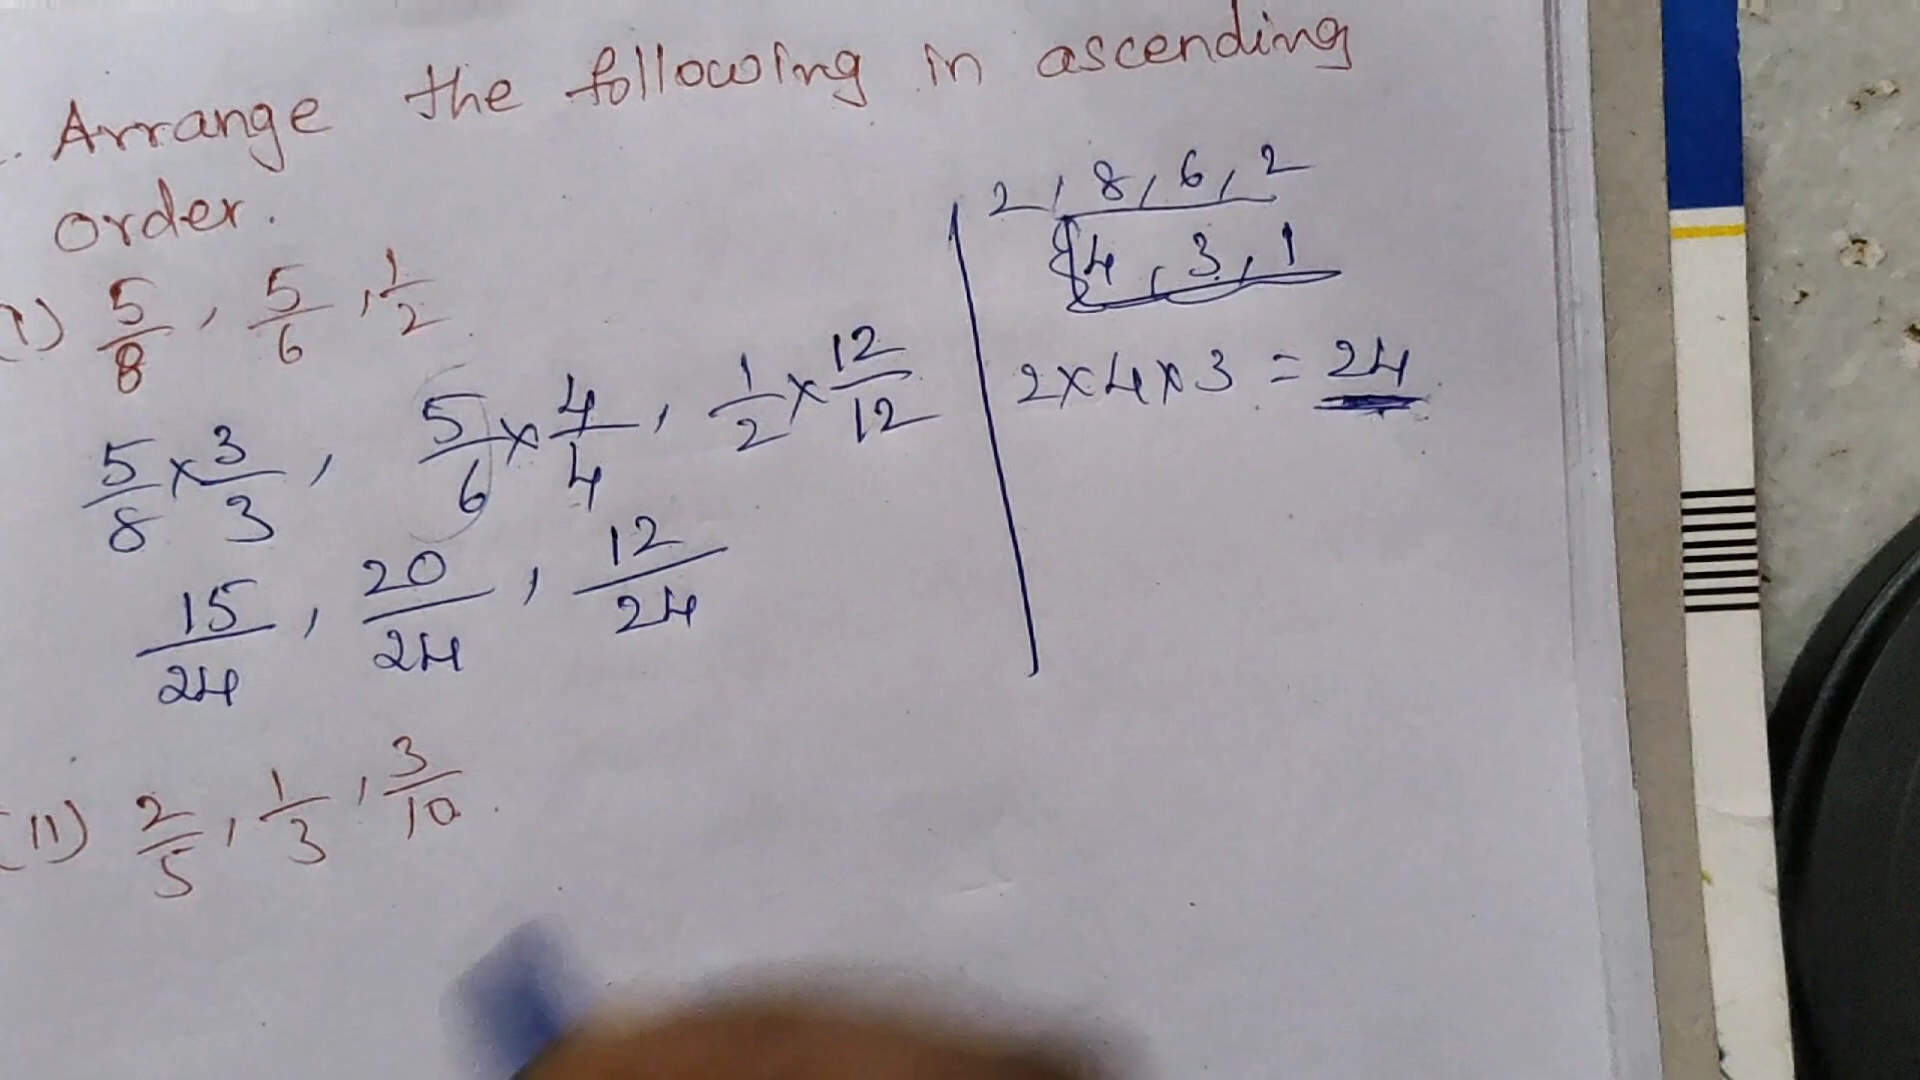 Arrange the following in ascending
order.
(I) 5/8, 5/6, 1/2
5/8 × 3/3, 5/6 × 4/4, 1/2 × 12/12
15/24, 20/24, 12/24
2, 8, 6, 2
4, 3, 1
2×4×3 = 24
(II) 2/5, 1/3, 3/10.